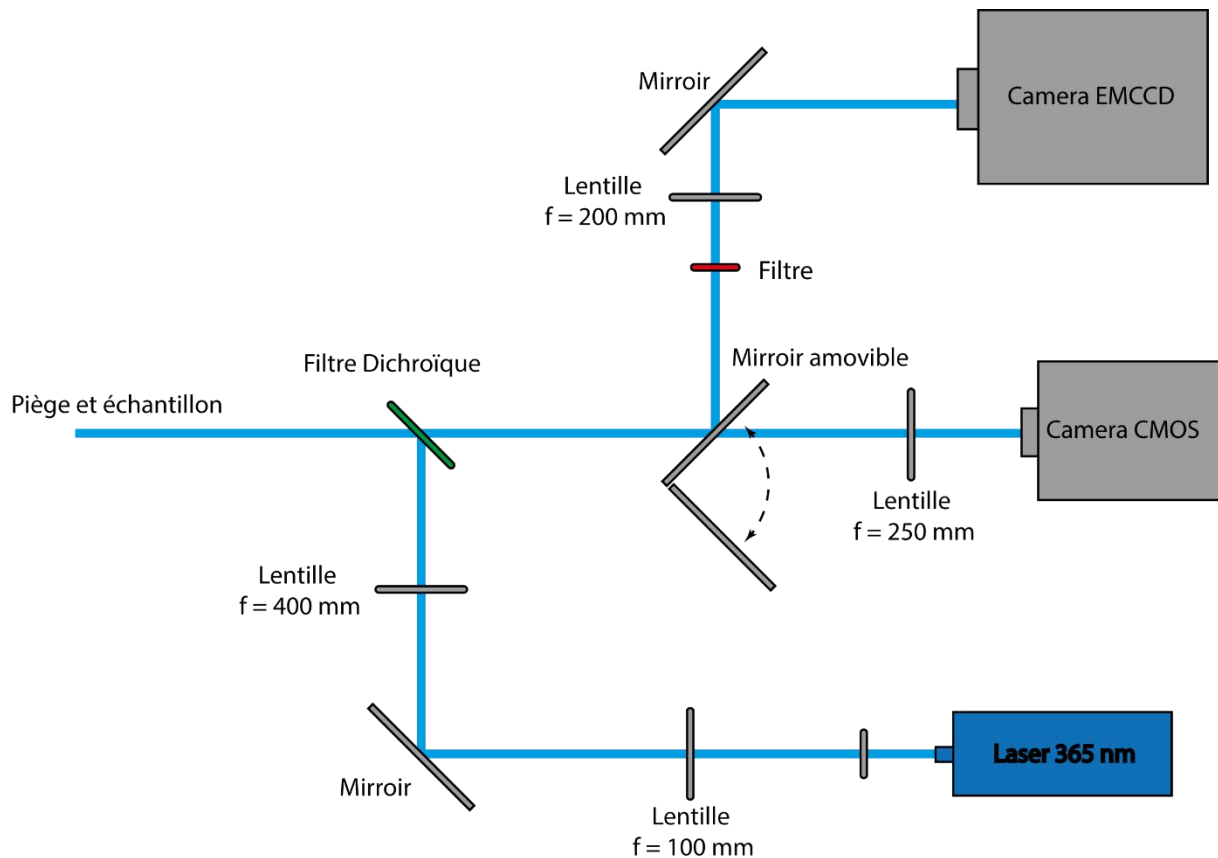 Mirroir
Camera EMCCD
Lentille
f = 200 mm
Filtre
Mirroir amovible
Filtre Dichroïque
Piège et échantillon
Camera CMOS
Lentille
f = 250 mm
Lentille
f = 400 mm
Laser 365 nm
Mirroir
Lentille
f = 100 mm